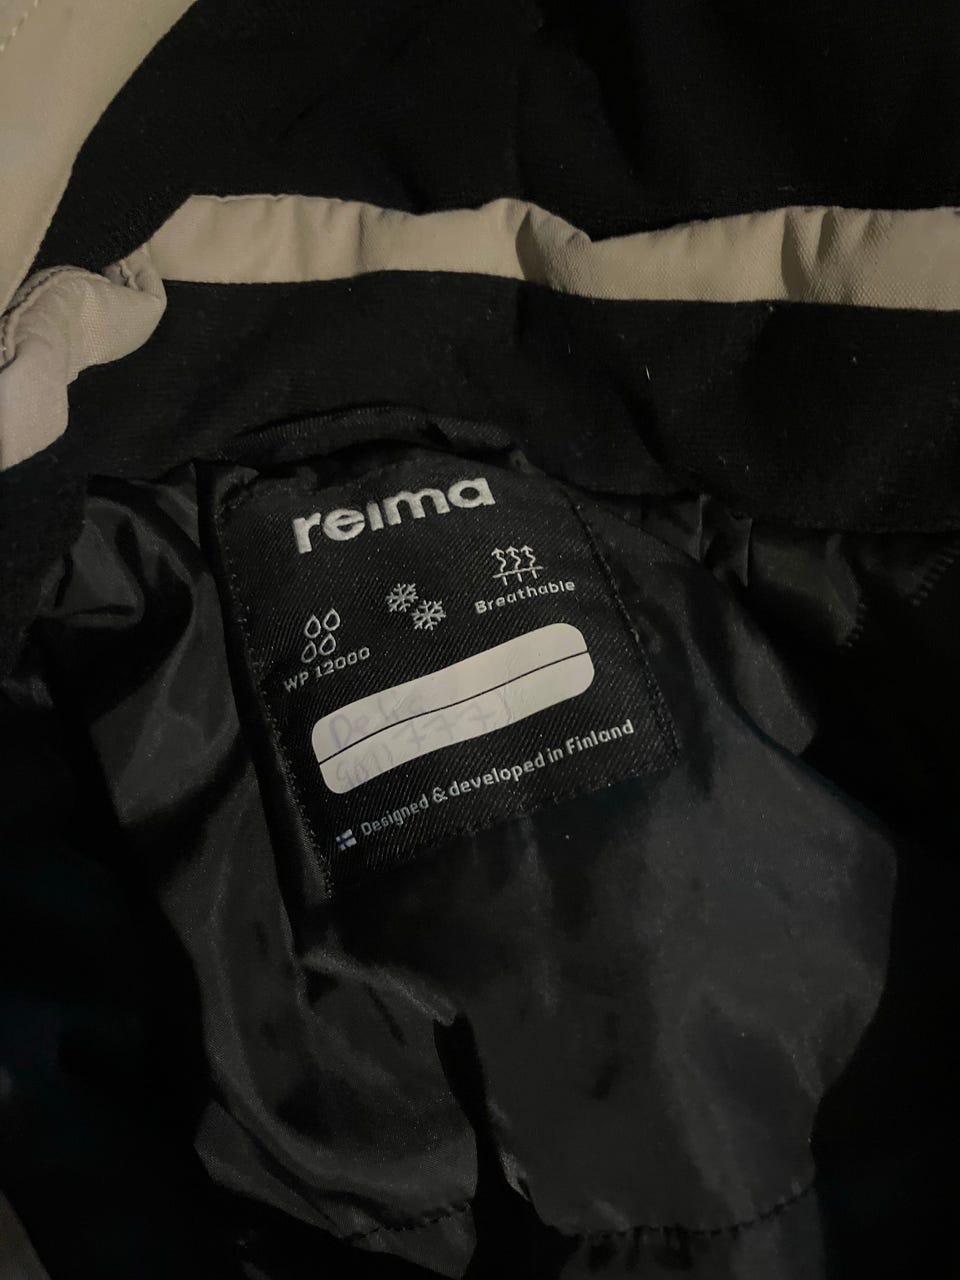 reima
Breathable
WP 12000
Designed & developed in Finland